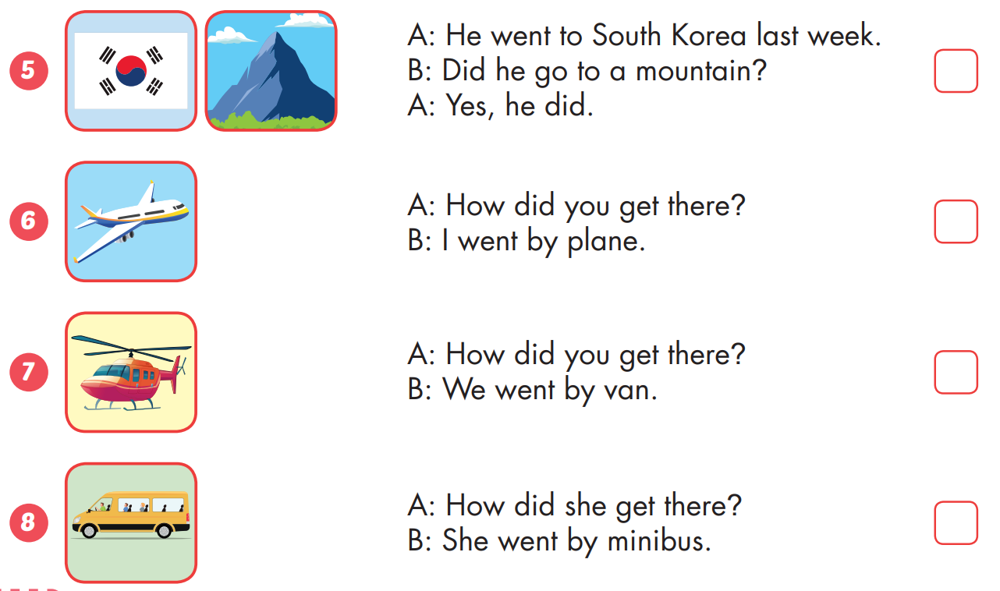 5
A: He went to South Korea last week.
B: Did he go to a mountain?
A: Yes, he did.
6
A: How did you get there?
B: I went by plane.
7
A: How did you get there?
B: We went by van.
8
A: How did she get there?
B: She went by minibus.